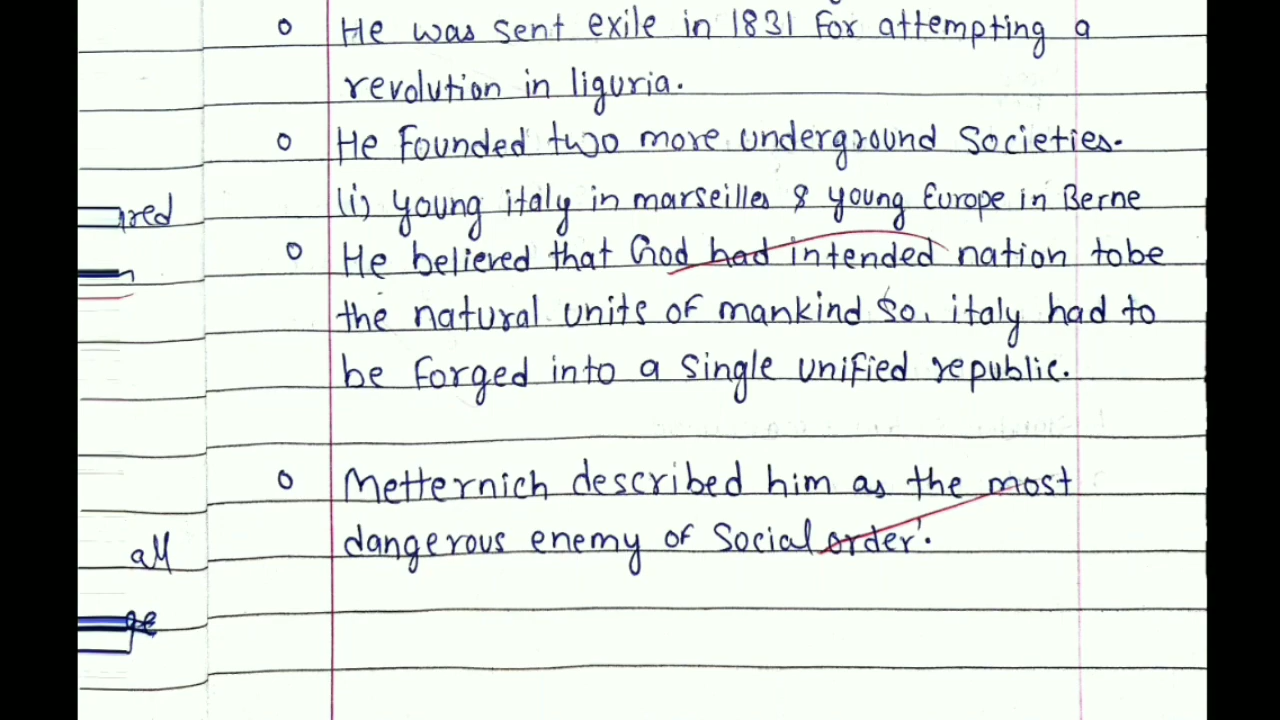 He was sent exile in 1831 for attempting a
revolution in liguria.
He Founded two more underground Societies.
(i) young italy in marseilles & young Europe in Berne
red
He believed that God had intended nation tobe
the natural units of mankind So, italy had to
be forged into a single unified republic.
Metternich described him as the most
dangerous enemy of Social order'.
all
ge